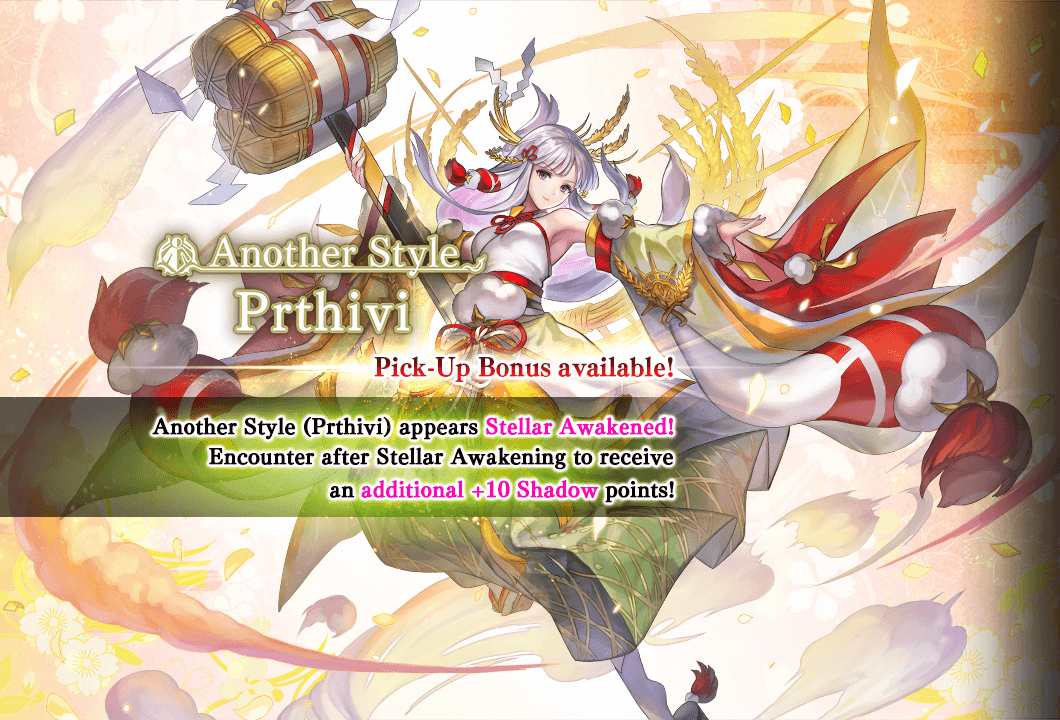 Another Style
Prthivi
Pick-Up Bonus available!
Another Style (Prthivi) appears Stellar Awakened!
Encounter after Stellar Awakening to receive
an additional +10 Shadow points!